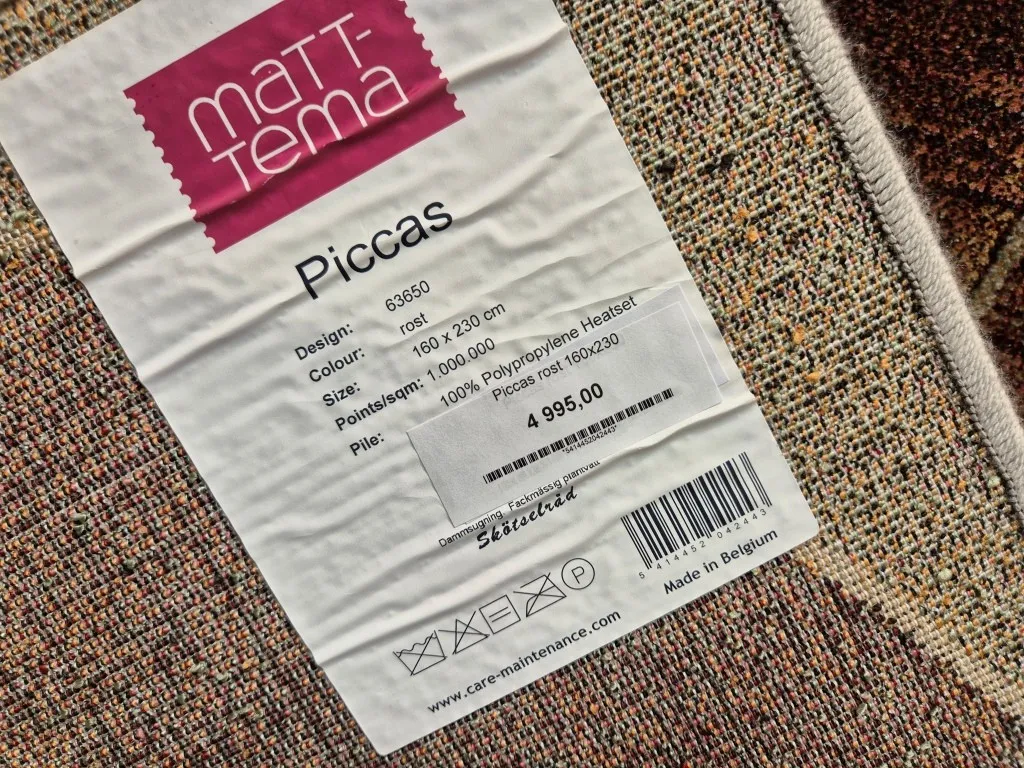 maTT-
Tema
Piccas
Design: 63650
Colour: rost
Size: 160 x 230 cm
Points/sqm: 1.000.000
Pile: 100% Polypropylene Heatset
Piccas rost 160x230
4 995,00
*5414452042443*
Dammsugning Fackmässig plantvätt
Skötselråd
5 414452 042443
Made in Belgium
P
www.care-maintenance.com